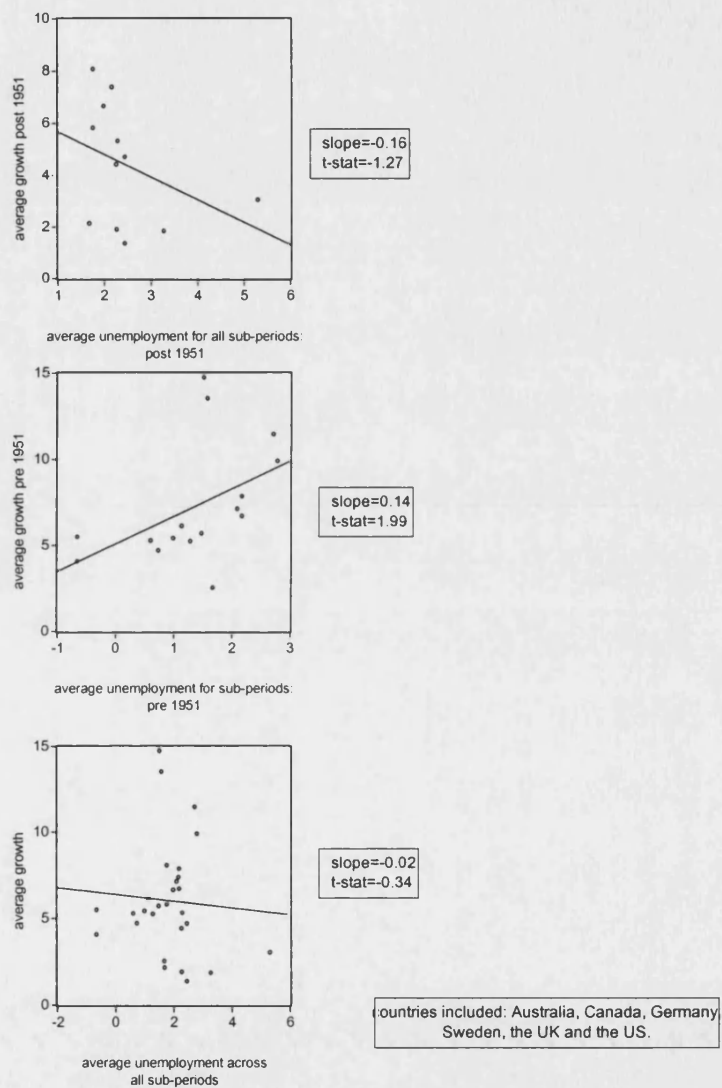 average growth post 1951
10
8
6
4
2
0
1 2 3 4 5 6
average unemployment for all sub-periods:
post 1951
slope=-0.16
t-stat=-1.27
average growth pre 1951
15
10
5
0
-1 0 1 2 3
average unemployment for sub-periods:
pre 1951
slope=0.14
t-stat=1.99
average growth
15
10
5
0
-2 0 2 4 6
average unemployment across
all sub-periods
slope=-0.02
t-stat=-0.34
countries included: Australia, Canada, Germany,
Sweden, the UK and the US.